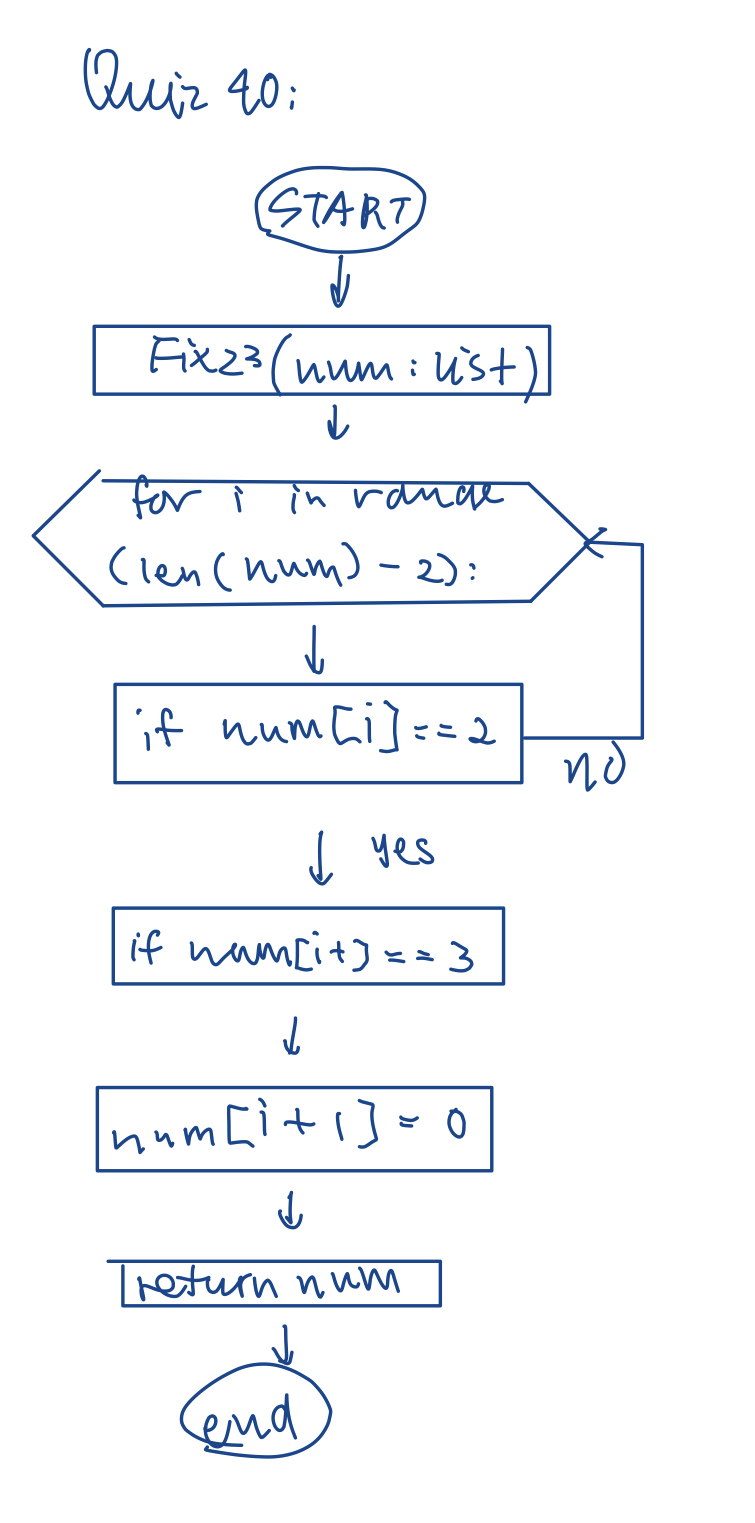 Quiz 40:
START
Fix23(num: list)
for i in range
(len(num) - 2):
if num[i] == 2
no
yes
if num[i+] == 3
num[i+1] = 0
return num
end